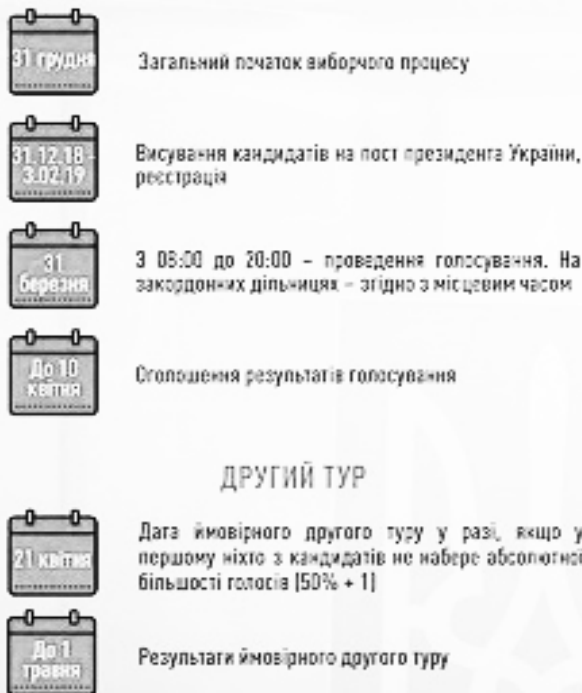 31 грудня
Загальний початок виборчого процесу
31.12.18 -
3.02.19
Висування кандидатів на пост президента України,
реєстрація
31
березня
З 08:00 до 20:00 – проведення голосування. На
закордонних дільницях – згідно з місцевим часом
До 10
квітня
Оголошення результатів голосування
ДРУГИЙ ТУР
21 квітня
Дата ймовірного другого туру у разі, якщо у
першому ніхто з кандидатів не набере абсолютної
більшості голосів (50% + 1)
До 1
травня
Результати ймовірного другого туру